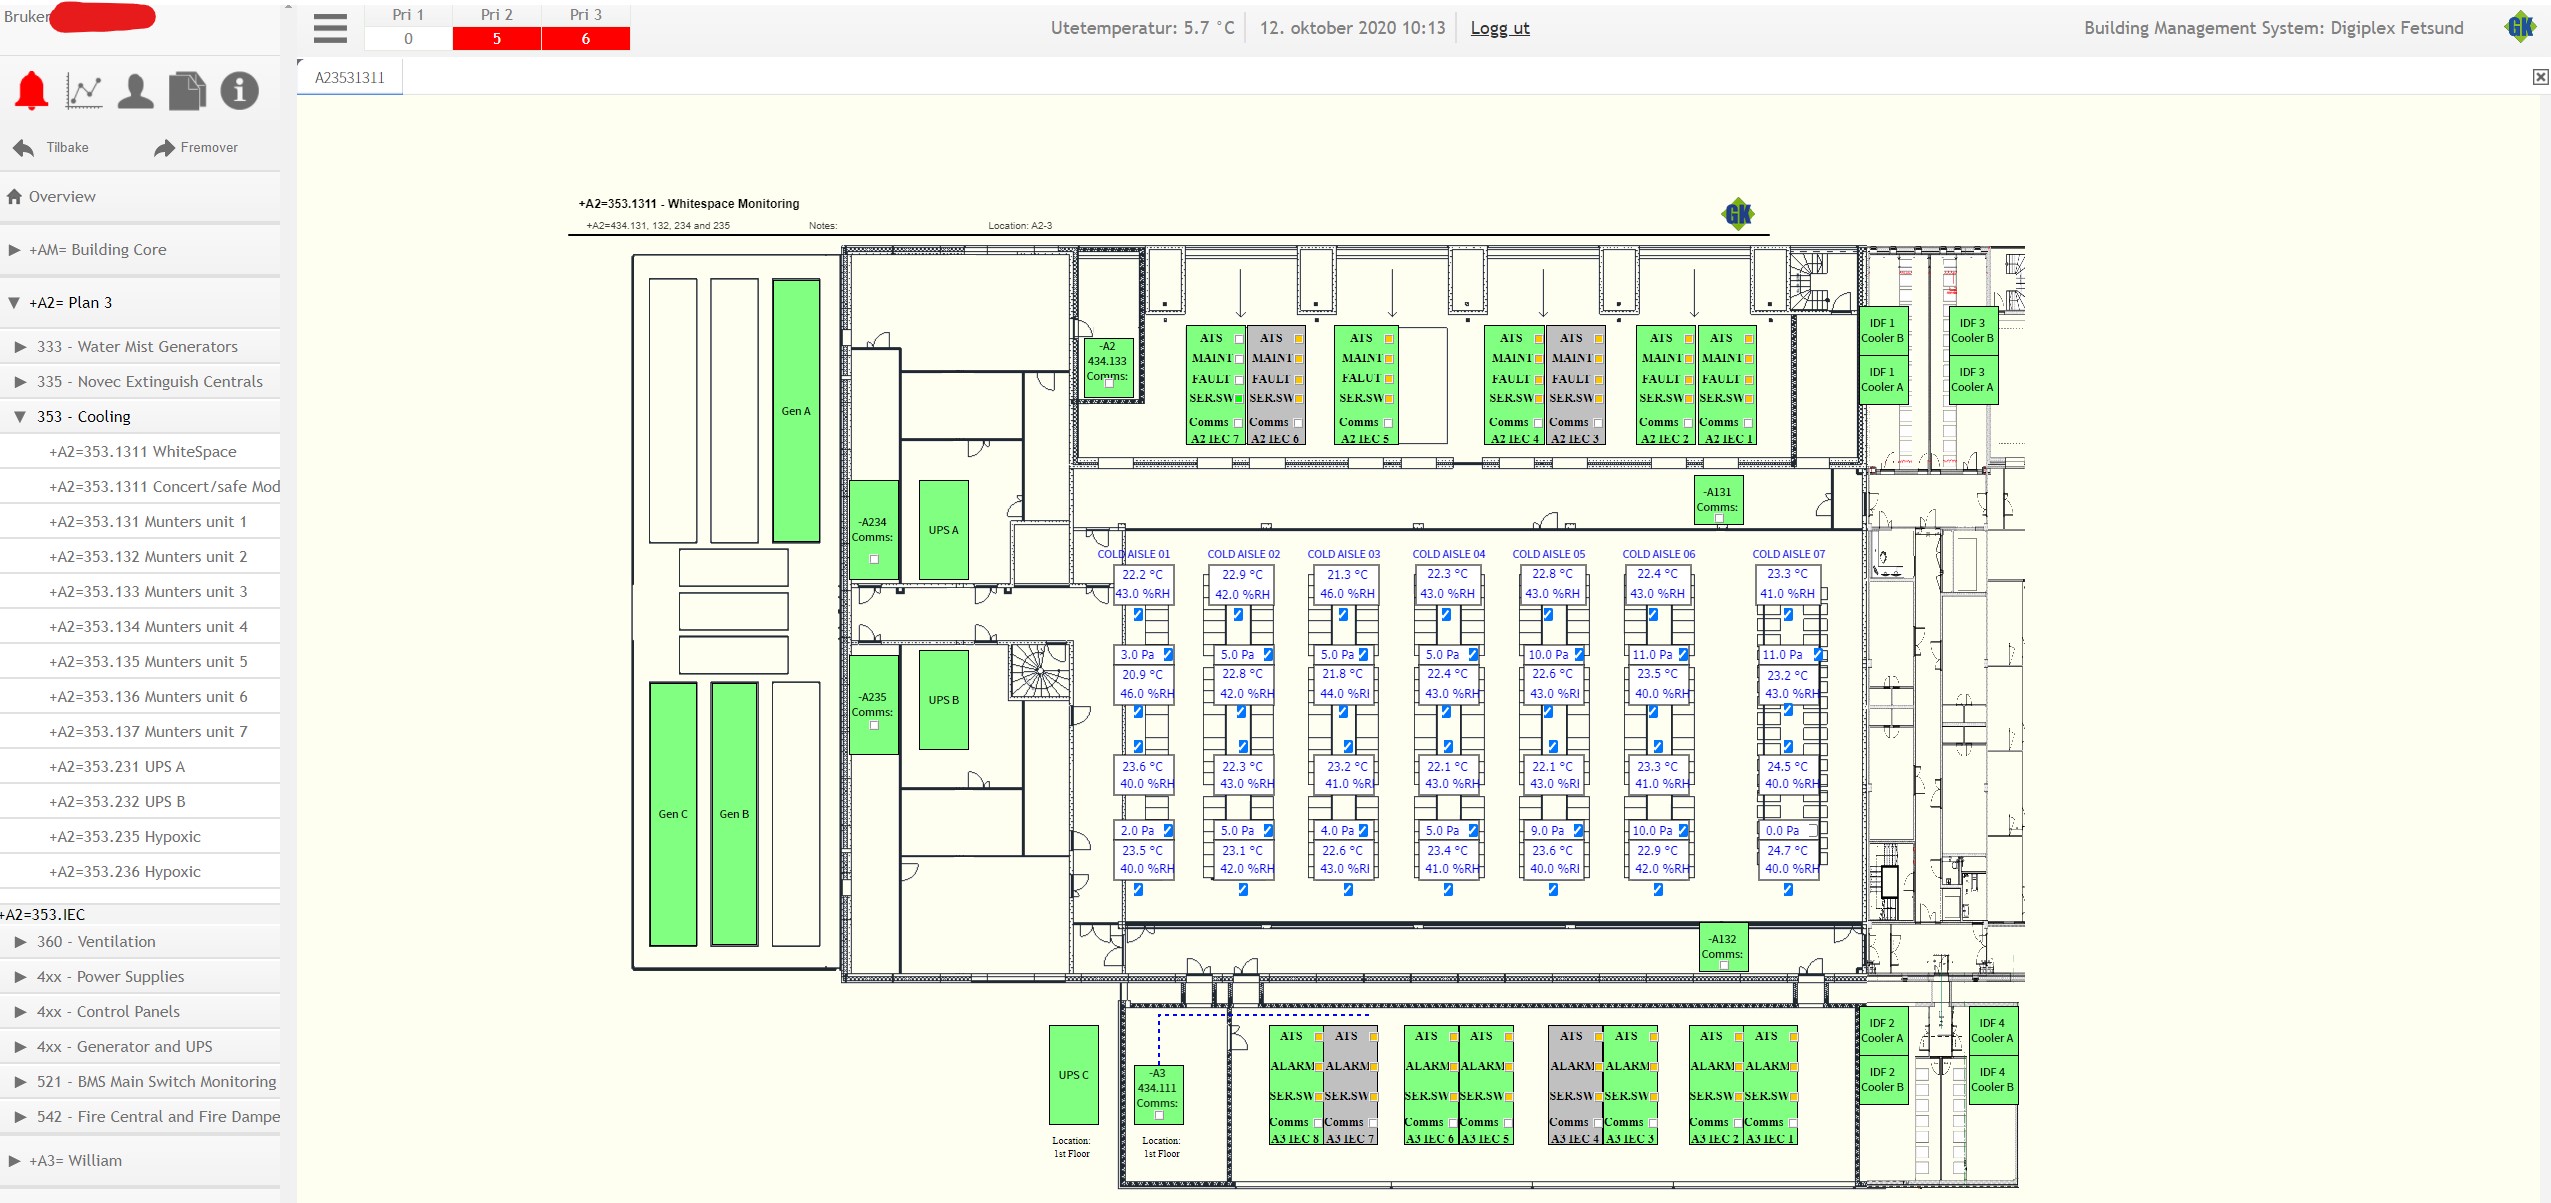 Bruker
Pri 1 Pri 2 Pri 3
0 5 6
Utetemperatur: 5.7 °C 12. oktober 2020 10:13 Logg ut
Building Management System: Digiplex Fetsund
GK
A23531311
Tilbake Fremover
Overview
+AM= Building Core
+A2= Plan 3
333 - Water Mist Generators
335 - Novec Extinguish Centrals
353 - Cooling
+A2=353.1311 WhiteSpace
+A2=353.1311 Concert/safe Mod
+A2=353.131 Munters unit 1
+A2=353.132 Munters unit 2
+A2=353.133 Munters unit 3
+A2=353.134 Munters unit 4
+A2=353.135 Munters unit 5
+A2=353.136 Munters unit 6
+A2=353.137 Munters unit 7
+A2=353.231 UPS A
+A2=353.232 UPS B
+A2=353.235 Hypoxic
+A2=353.236 Hypoxic
+A2=353.IEC
360 - Ventilation
4xx - Power Supplies
4xx - Control Panels
4xx - Generator and UPS
521 - BMS Main Switch Monitoring
542 - Fire Central and Fire Dampe
+A3= William
+A2=353.1311 - Whitespace Monitoring
+A2=434.131, 132, 234 and 235 Notes: Location: A2-3
GK
Gen A
-A2
434.133
Comms:
ATS ATS ATS ATS ATS ATS ATS
MAINT MAINT MAINT MAINT MAINT MAINT MAINT
FAULT FAULT FALUT FAULT FAULT FAULT FAULT
SER.SW SER.SW SER.SW SER.SW SER.SW SER.SW SER.SW
Comms Comms Comms Comms Comms Comms Comms
A2 IEC 7 A2 IEC 6 A2 IEC 5 A2 IEC 4 A2 IEC 3 A2 IEC 2 A2 IEC 1
IDF 1 IDF 3
Cooler B Cooler B
IDF 1 IDF 3
Cooler A Cooler A
-A234
Comms:
UPS A
-A131
Comms:
COLD AISLE 01 COLD AISLE 02 COLD AISLE 03 COLD AISLE 04 COLD AISLE 05 COLD AISLE 06 COLD AISLE 07
22.2 °C 22.9 °C 21.3 °C 22.3 °C 22.8 °C 22.4 °C 23.3 °C
43.0 %RH 42.0 %RH 46.0 %RH 43.0 %RH 43.0 %RH 43.0 %RH 41.0 %RH
3.0 Pa 5.0 Pa 5.0 Pa 5.0 Pa 10.0 Pa 11.0 Pa 11.0 Pa
20.9 °C 22.8 °C 21.8 °C 22.4 °C 22.6 °C 23.5 °C 23.2 °C
46.0 %RH 42.0 %RH 44.0 %RI 43.0 %RH 43.0 %RI 40.0 %RH 43.0 %RH
-A235
Comms:
UPS B
23.6 °C 22.3 °C 23.2 °C 22.1 °C 22.1 °C 23.3 °C 24.5 °C
40.0 %RH 43.0 %RH 41.0 %RI 43.0 %RH 43.0 %RI 41.0 %RH 40.0 %RH
2.0 Pa 5.0 Pa 4.0 Pa 5.0 Pa 9.0 Pa 10.0 Pa 0.0 Pa
23.5 °C 23.1 °C 22.6 °C 23.4 °C 23.6 °C 22.9 °C 24.7 °C
40.0 %RH 42.0 %RH 43.0 %RI 41.0 %RH 40.0 %RI 42.0 %RH 40.0 %RH
Gen C Gen B
-A132
Comms:
UPS C
Location:
1st Floor
-A3
434.111
Comms:
Location:
1st Floor
ATS ATS ATS ATS ATS ATS ATS ATS
ALARM ALARM ALARM ALARM ALARM ALARM ALARM ALARM
SER.SW SER.SW SER.SW SER.SW SER.SW SER.SW SER.SW SER.SW
Comms Comms Comms Comms Comms Comms Comms Comms
A3 IEC 8 A3 IEC 7 A3 IEC 6 A3 IEC 5 A3 IEC 4 A3 IEC 3 A3 IEC 2 A3 IEC 1
IDF 2 IDF 4
Cooler A Cooler A
IDF 2 IDF 4
Cooler B Cooler B